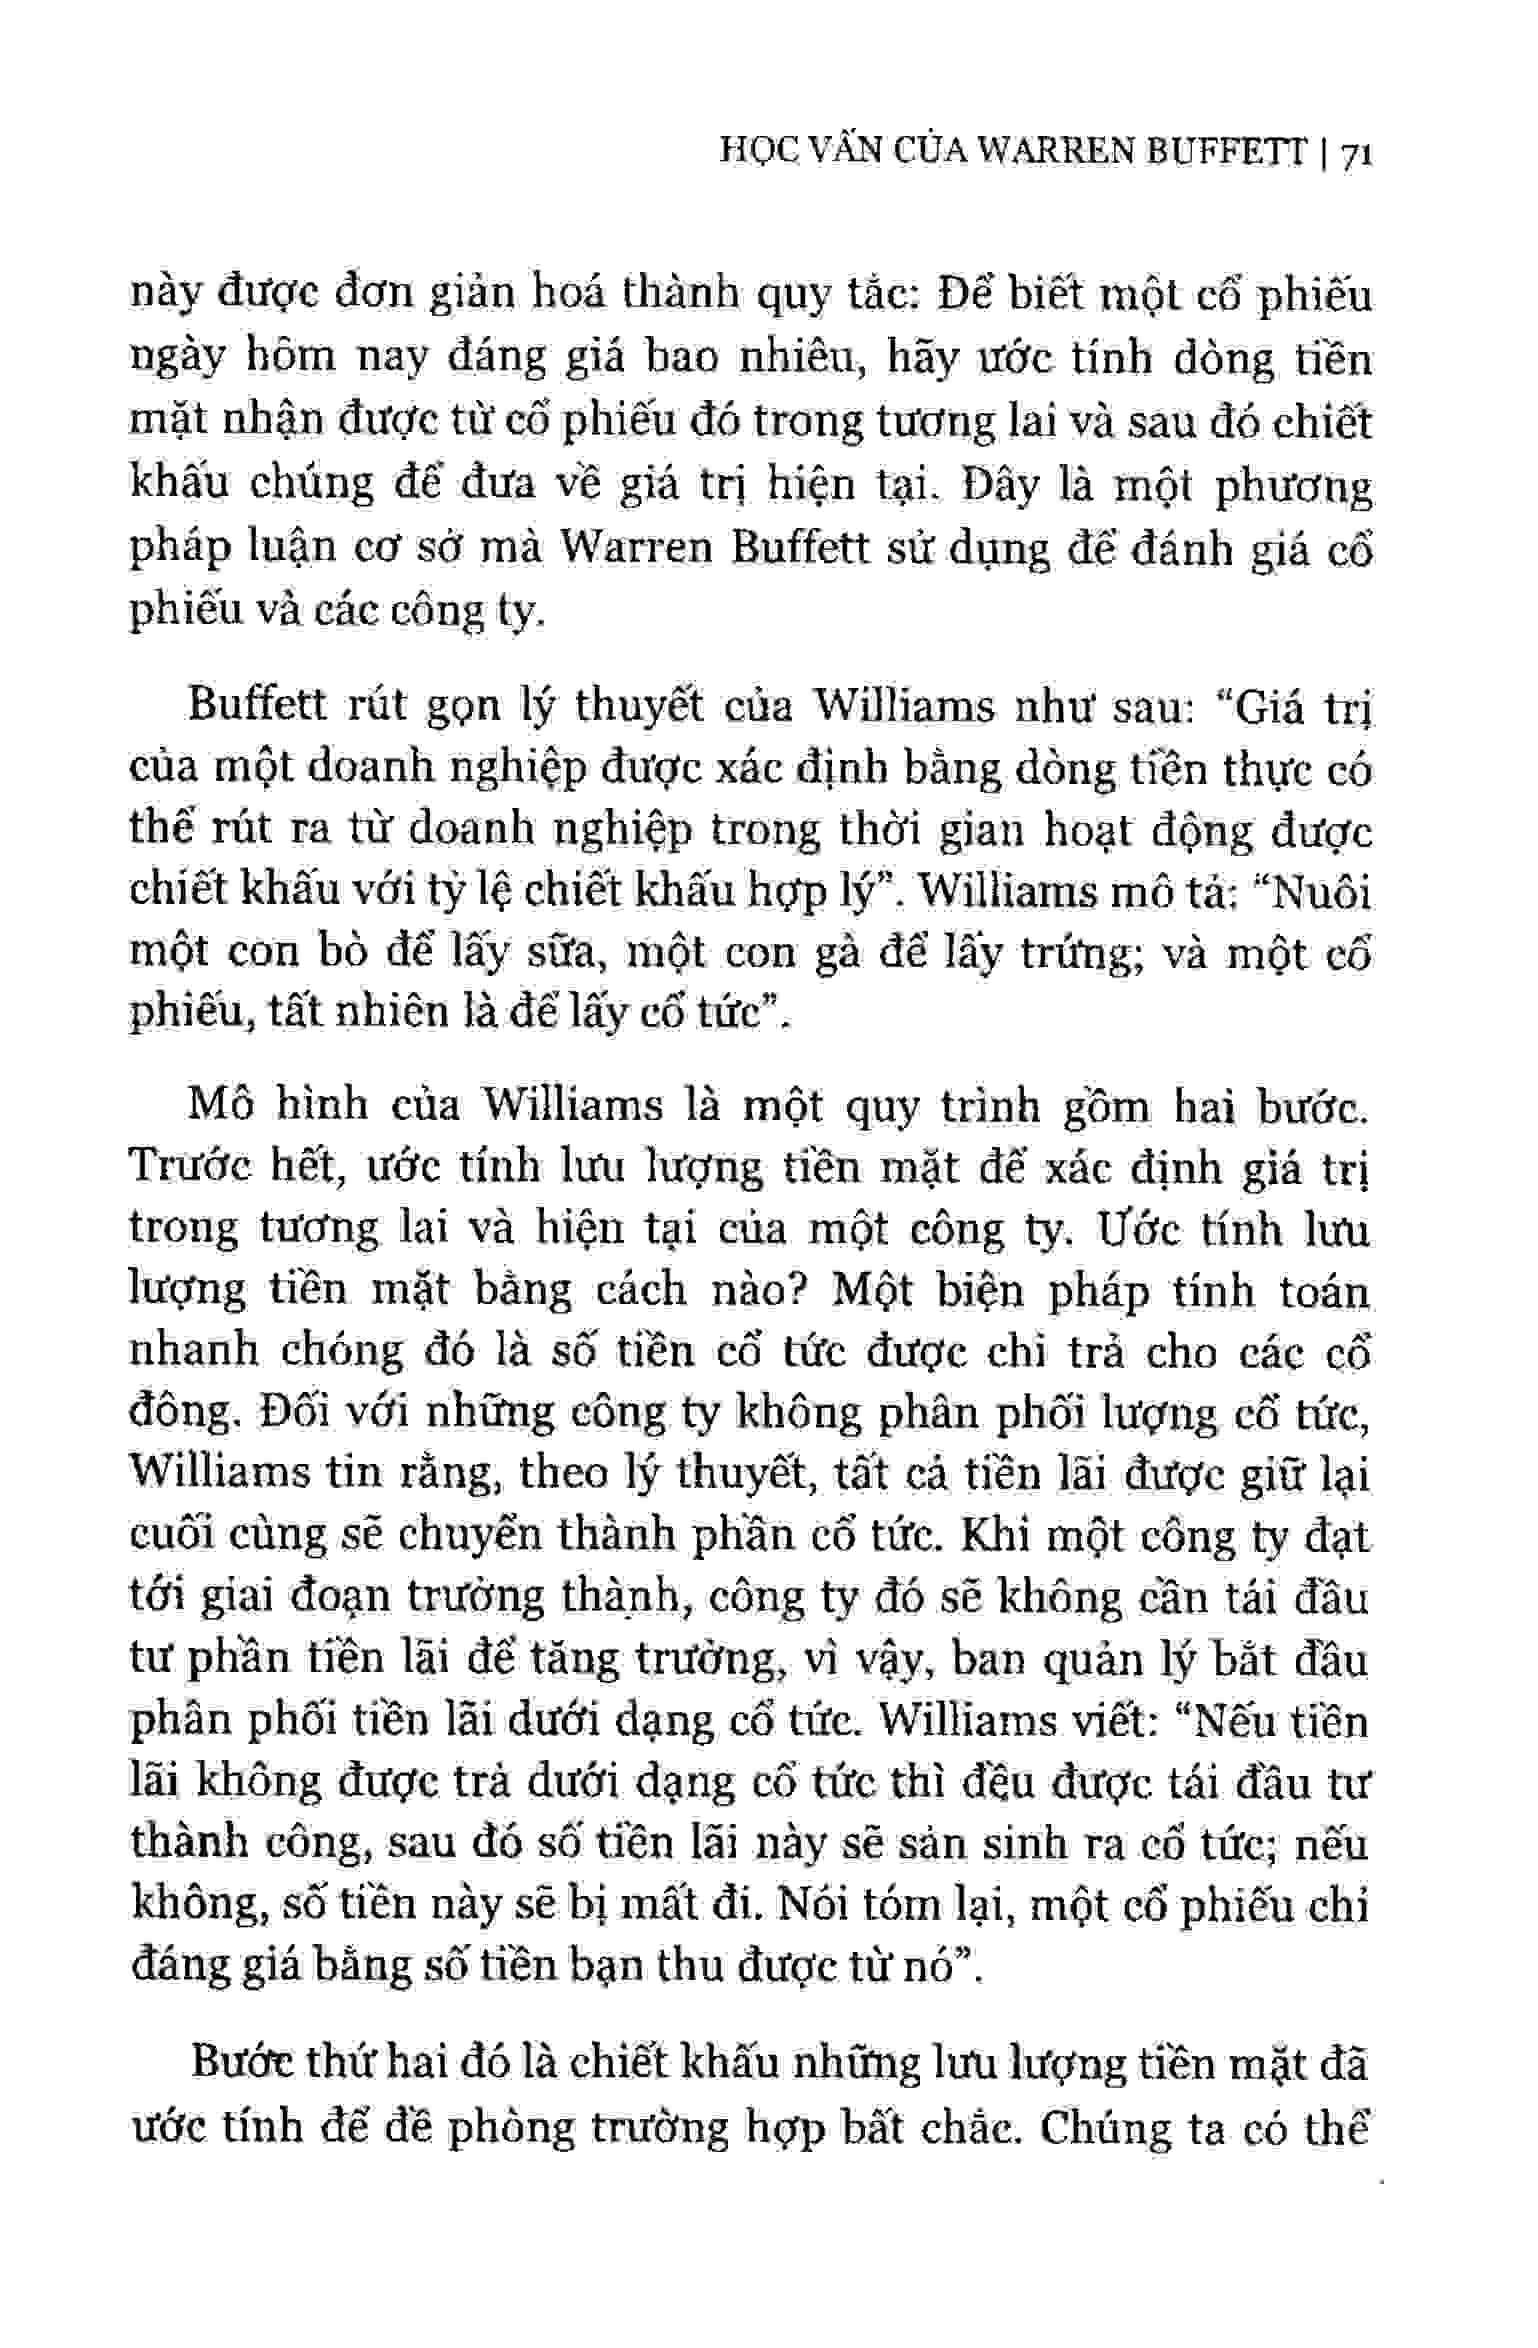 HỌC VẤN CỦA WARREN BUFFETT | 71
này được đơn giản hoá thành quy tắc: Để biết một cổ phiếu
ngày hôm nay đáng giá bao nhiêu, hãy ước tính dòng tiền
mặt nhận được từ cổ phiếu đó trong tương lai và sau đó chiết
khấu chúng để đưa về giá trị hiện tại. Đây là một phương
pháp luận cơ sở mà Warren Buffett sử dụng để đánh giá cổ
phiếu và các công ty.
Buffett rút gọn lý thuyết của Williams như sau: “Giá trị
của một doanh nghiệp được xác định bằng dòng tiền thực có
thể rút ra từ doanh nghiệp trong thời gian hoạt động được
chiết khấu với tỷ lệ chiết khấu hợp lý”. Williams mô tả: “Nuôi
một con bò để lấy sữa, một con gà để lấy trứng; và một cổ
phiếu, tất nhiên là để lấy cổ tức”.
Mô hình của Williams là một quy trình gồm hai bước.
Trước hết, ước tính lưu lượng tiền mặt để xác định giá trị
trong tương lai và hiện tại của một công ty. Ước tính lưu
lượng tiền mặt bằng cách nào? Một biện pháp tính toán
nhanh chóng đó là số tiền cổ tức được chi trả cho các cổ
đông. Đối với những công ty không phân phối lượng cổ tức,
Williams tin rằng, theo lý thuyết, tất cả tiền lãi được giữ lại
cuối cùng sẽ chuyển thành phần cổ tức. Khi một công ty đạt
tới giai đoạn trưởng thành, công ty đó sẽ không cần tái đầu
tư phần tiền lãi để tăng trưởng, vì vậy, ban quản lý bắt đầu
phân phối tiền lãi dưới dạng cổ tức. Williams viết: “Nếu tiền
lãi không được trả dưới dạng cổ tức thì đều được tái đầu tư
thành công, sau đó số tiền lãi này sẽ sản sinh ra cổ tức; nếu
không, số tiền này sẽ bị mất đi. Nói tóm lại, một cổ phiếu chỉ
đáng giá bằng số tiền bạn thu được từ nó”.
Bước thứ hai đó là chiết khấu những lưu lượng tiền mặt đã
ước tính để đề phòng trường hợp bất chắc. Chúng ta có thể